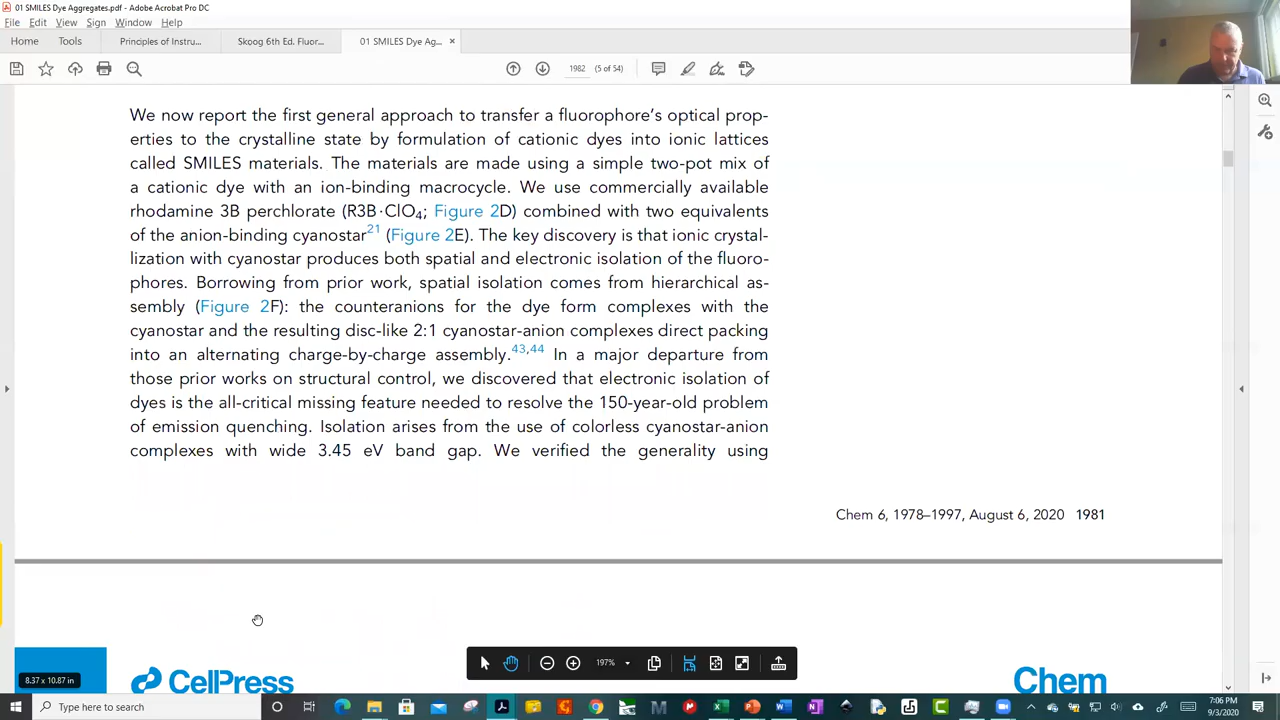 01 SMILES Dye Aggregates.pdf - Adobe Acrobat Pro DC
File Edit View Sign Window Help
Home Tools Principles of Instru... Skoog 6th Ed. Fluor... 01 SMILES Dye Ag... ×
1982 (5 of 54)
We now report the first general approach to transfer a fluorophore's optical prop-
erties to the crystalline state by formulation of cationic dyes into ionic lattices
called SMILES materials. The materials are made using a simple two-pot mix of
a cationic dye with an ion-binding macrocycle. We use commercially available
rhodamine 3B perchlorate (R3B·ClO₄; Figure 2D) combined with two equivalents
of the anion-binding cyanostar²¹ (Figure 2E). The key discovery is that ionic crystal-
lization with cyanostar produces both spatial and electronic isolation of the fluoro-
phores. Borrowing from prior work, spatial isolation comes from hierarchical as-
sembly (Figure 2F): the counteranions for the dye form complexes with the
cyanostar and the resulting disc-like 2:1 cyanostar-anion complexes direct packing
into an alternating charge-by-charge assembly.⁴³,⁴⁴ In a major departure from
those prior works on structural control, we discovered that electronic isolation of
dyes is the all-critical missing feature needed to resolve the 150-year-old problem
of emission quenching. Isolation arises from the use of colorless cyanostar-anion
complexes with wide 3.45 eV band gap. We verified the generality using
Chem 6, 1978–1997, August 6, 2020 1981
197%
8.37 x 10.87 in
CellPress
Chem
Type here to search
7:06 PM
9/3/2020